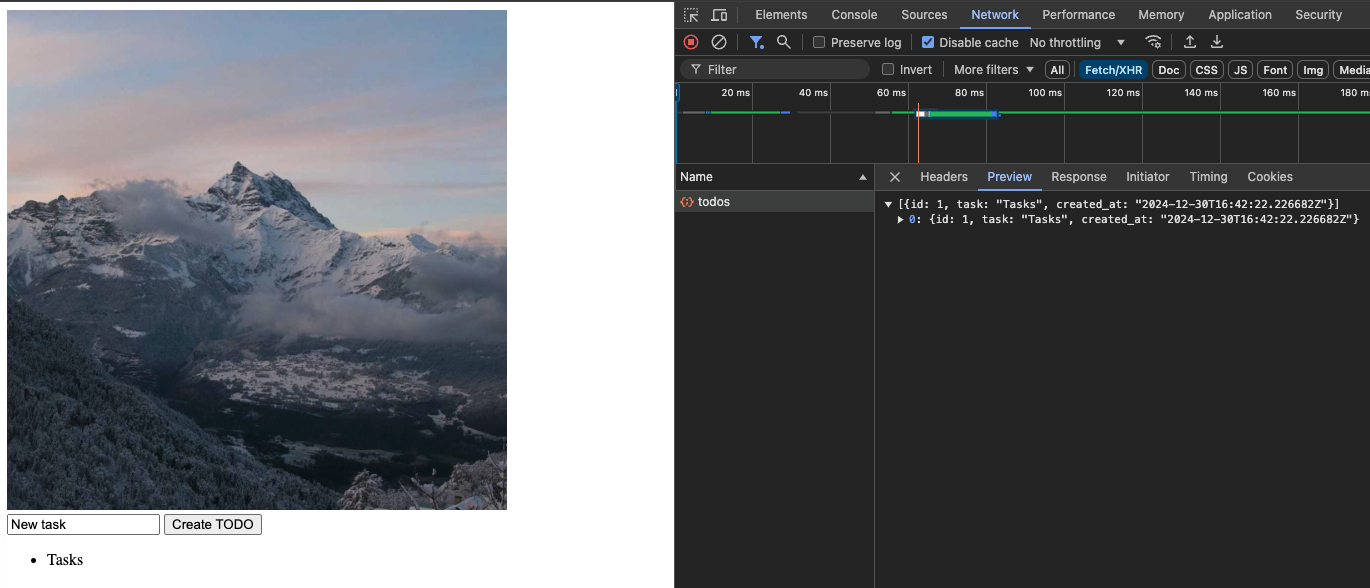 New task
Create TODO
Tasks
Elements Console Sources Network Performance Memory Application Security
Preserve log Disable cache No throttling
Filter Invert More filters All Fetch/XHR Doc CSS JS Font Img Media
20 ms 40 ms 60 ms 80 ms 100 ms 120 ms 140 ms 160 ms 180 m
Name
todos
Headers Preview Response Initiator Timing Cookies
[{id: 1, task: "Tasks", created_at: "2024-12-30T16:42:22.226682Z"}]
0: {id: 1, task: "Tasks", created_at: "2024-12-30T16:42:22.226682Z"}